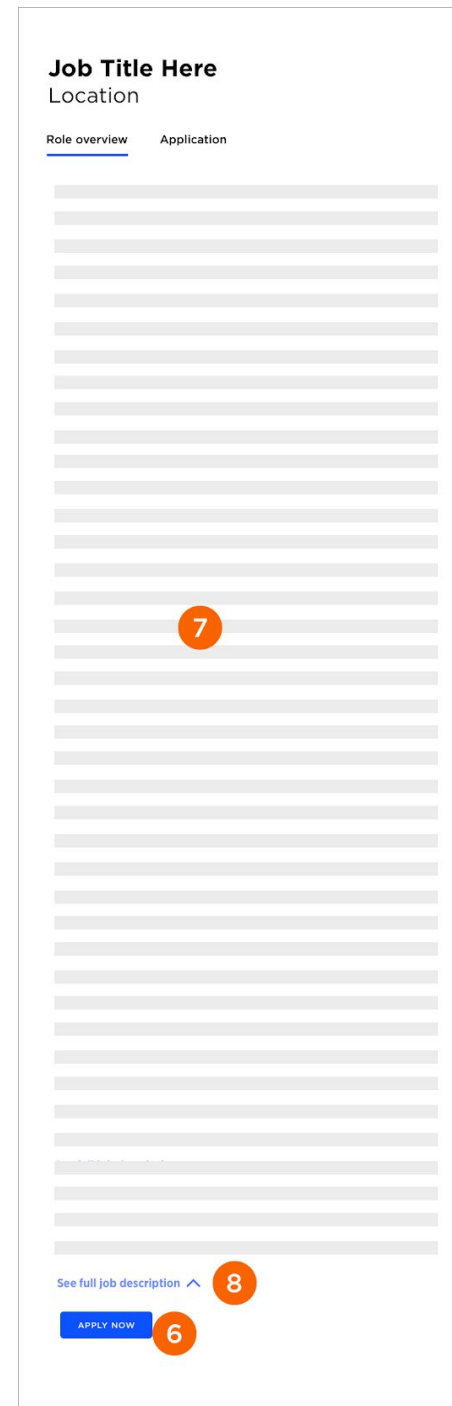 Job Title Here
Location
Role overview Application
7
See full job description
8
APPLY NOW
6